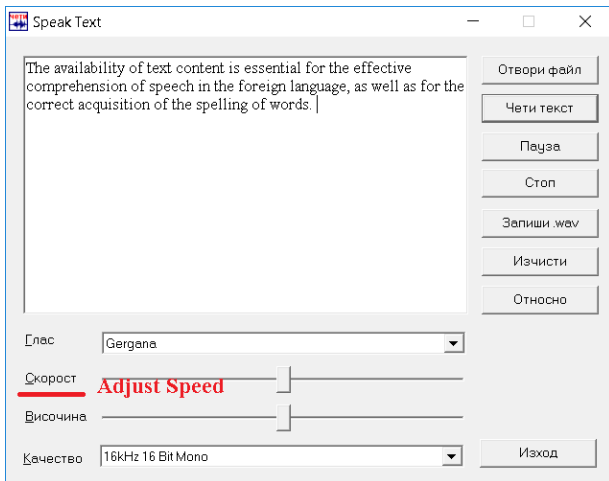 Speak Text
The availability of text content is essential for the effective
comprehension of speech in the foreign language, as well as for the
correct acquisition of the spelling of words.
Отвори файл
Чети текст
Пауза
Стоп
Запиши .wav
Изчисти
Относно
Глас
Gergana
Скорост
Adjust Speed
Височина
Качество
16kHz 16 Bit Mono
Изход